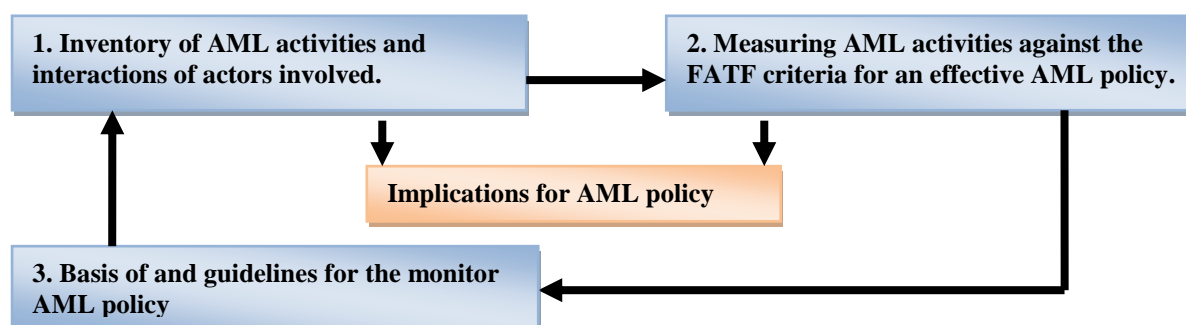 1. Inventory of AML activities and
interactions of actors involved.
2. Measuring AML activities against the
FATF criteria for an effective AML policy.
Implications for AML policy
3. Basis of and guidelines for the monitor
AML policy